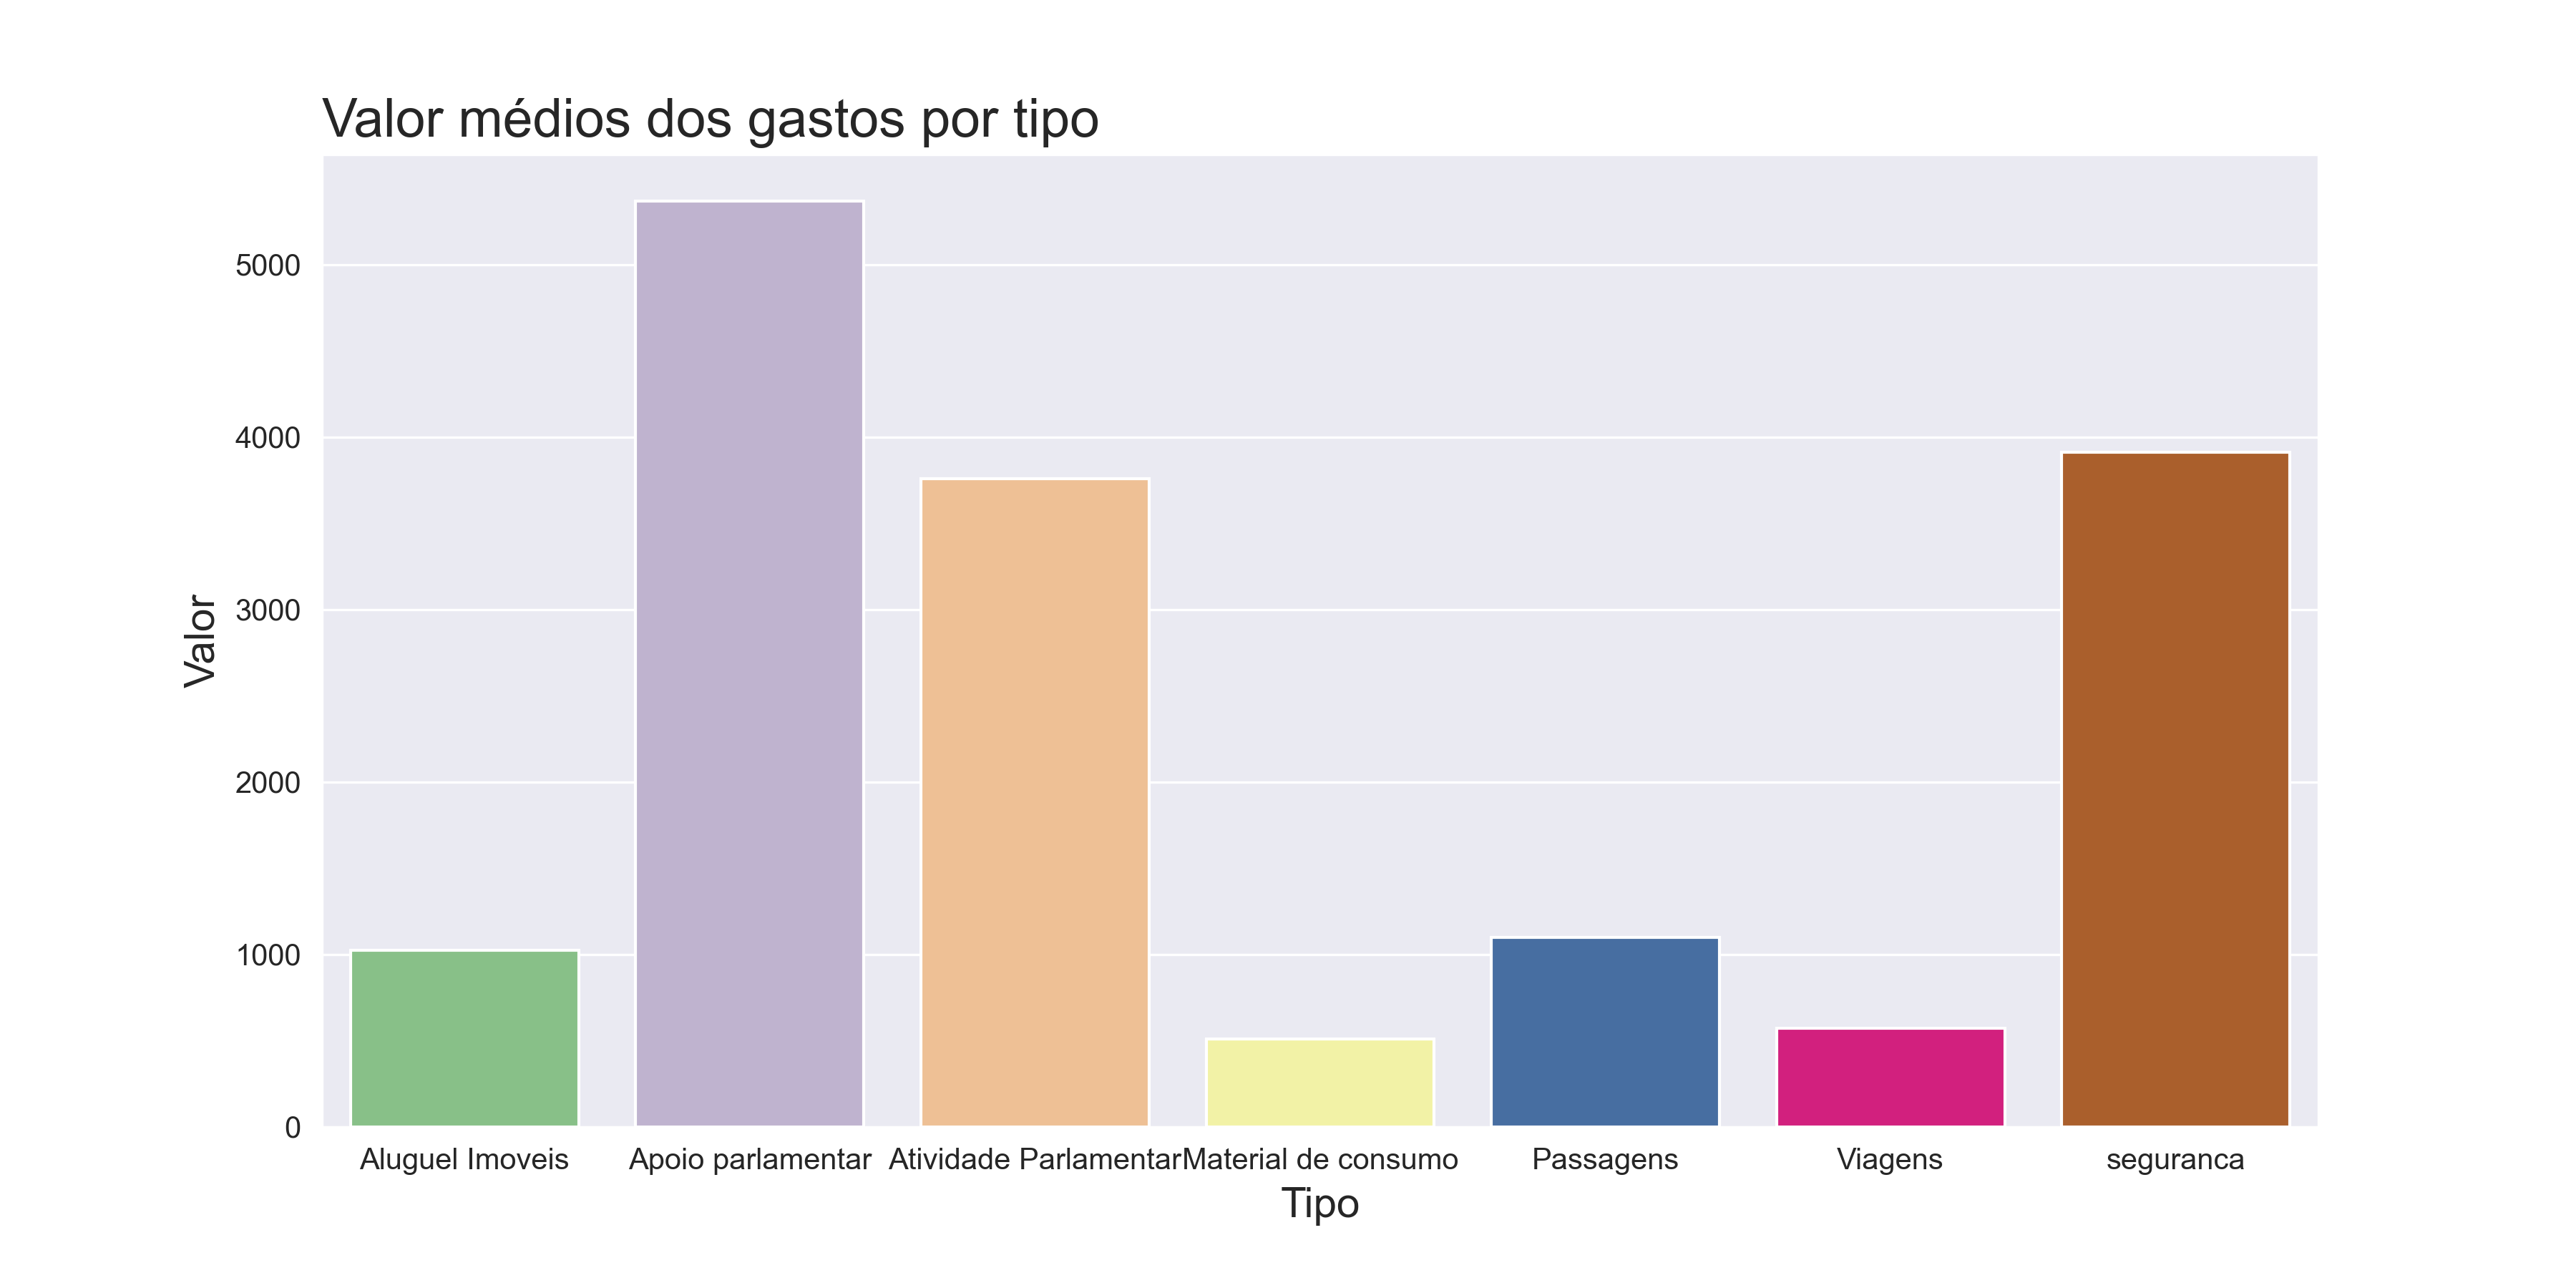 Valor médios dos gastos por tipo
5000
4000
3000
2000
1000
0
Valor
Aluguel Imoveis
Apoio parlamentar
Atividade Parlamentar
Material de consumo
Passagens
Viagens
seguranca
Tipo